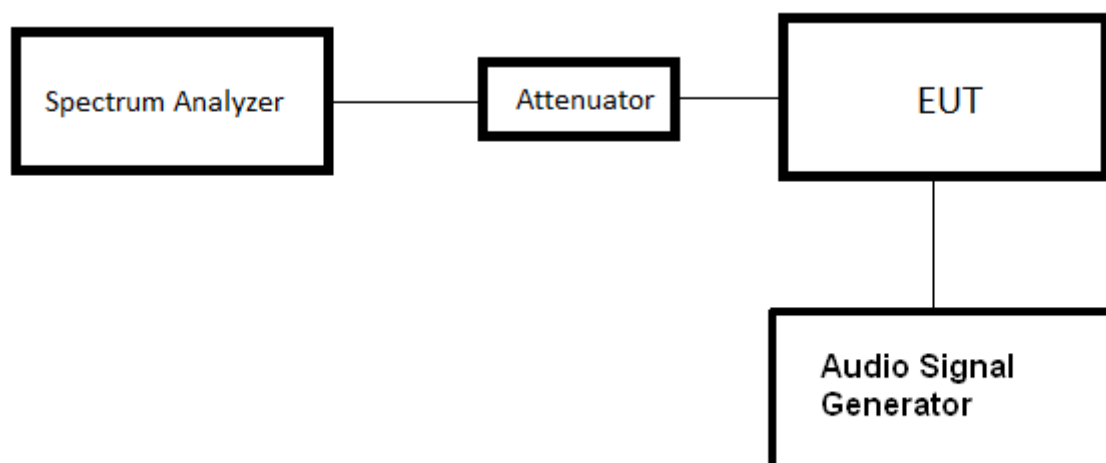 Spectrum Analyzer
Attenuator
EUT
Audio Signal
Generator